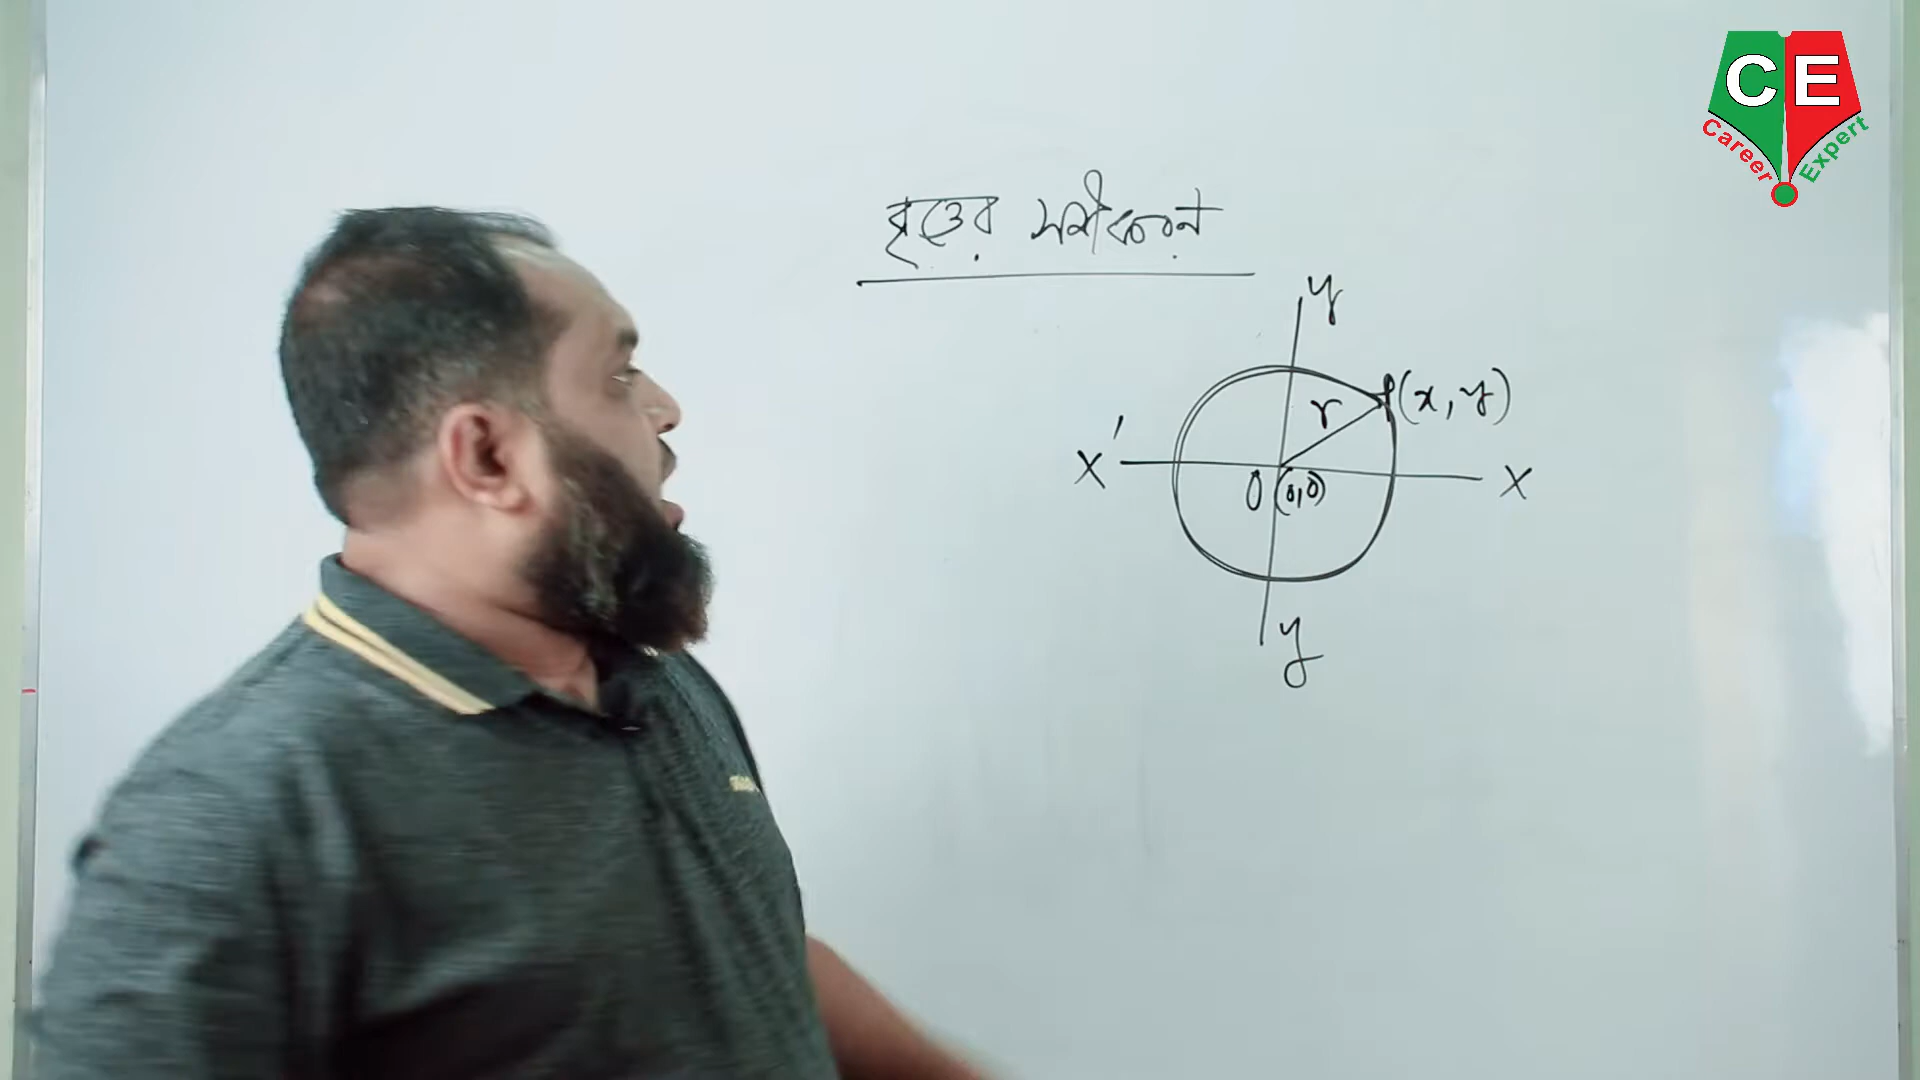 CE
Career Expert
বৃত্তের সমীকরণ
y
P(x, y)
r
X' X
O (0,0)
y